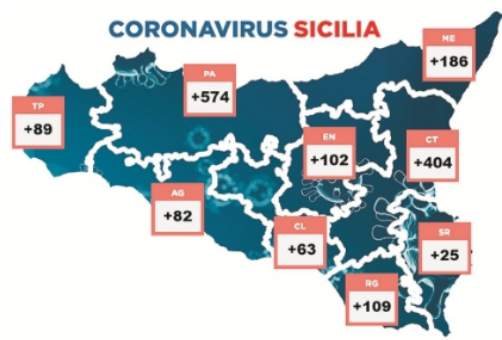 CORONAVIRUS SICILIA
ME
+186
PA
+574
TP
+89
EN
+102
CT
+404
AG
+82
CL
+63
SR
+25
RG
+109